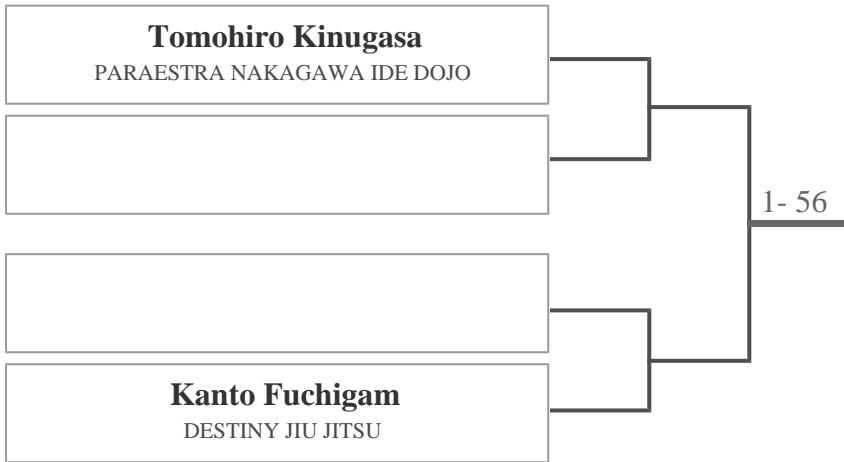 Tomohiro Kinugasa
PARAESTRA NAKAGAWA IDE DOJO
1- 56
Kanto Fuchigam
DESTINY JIU JITSU